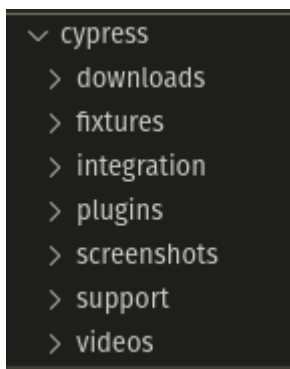 cypress
downloads
fixtures
integration
plugins
screenshots
support
videos